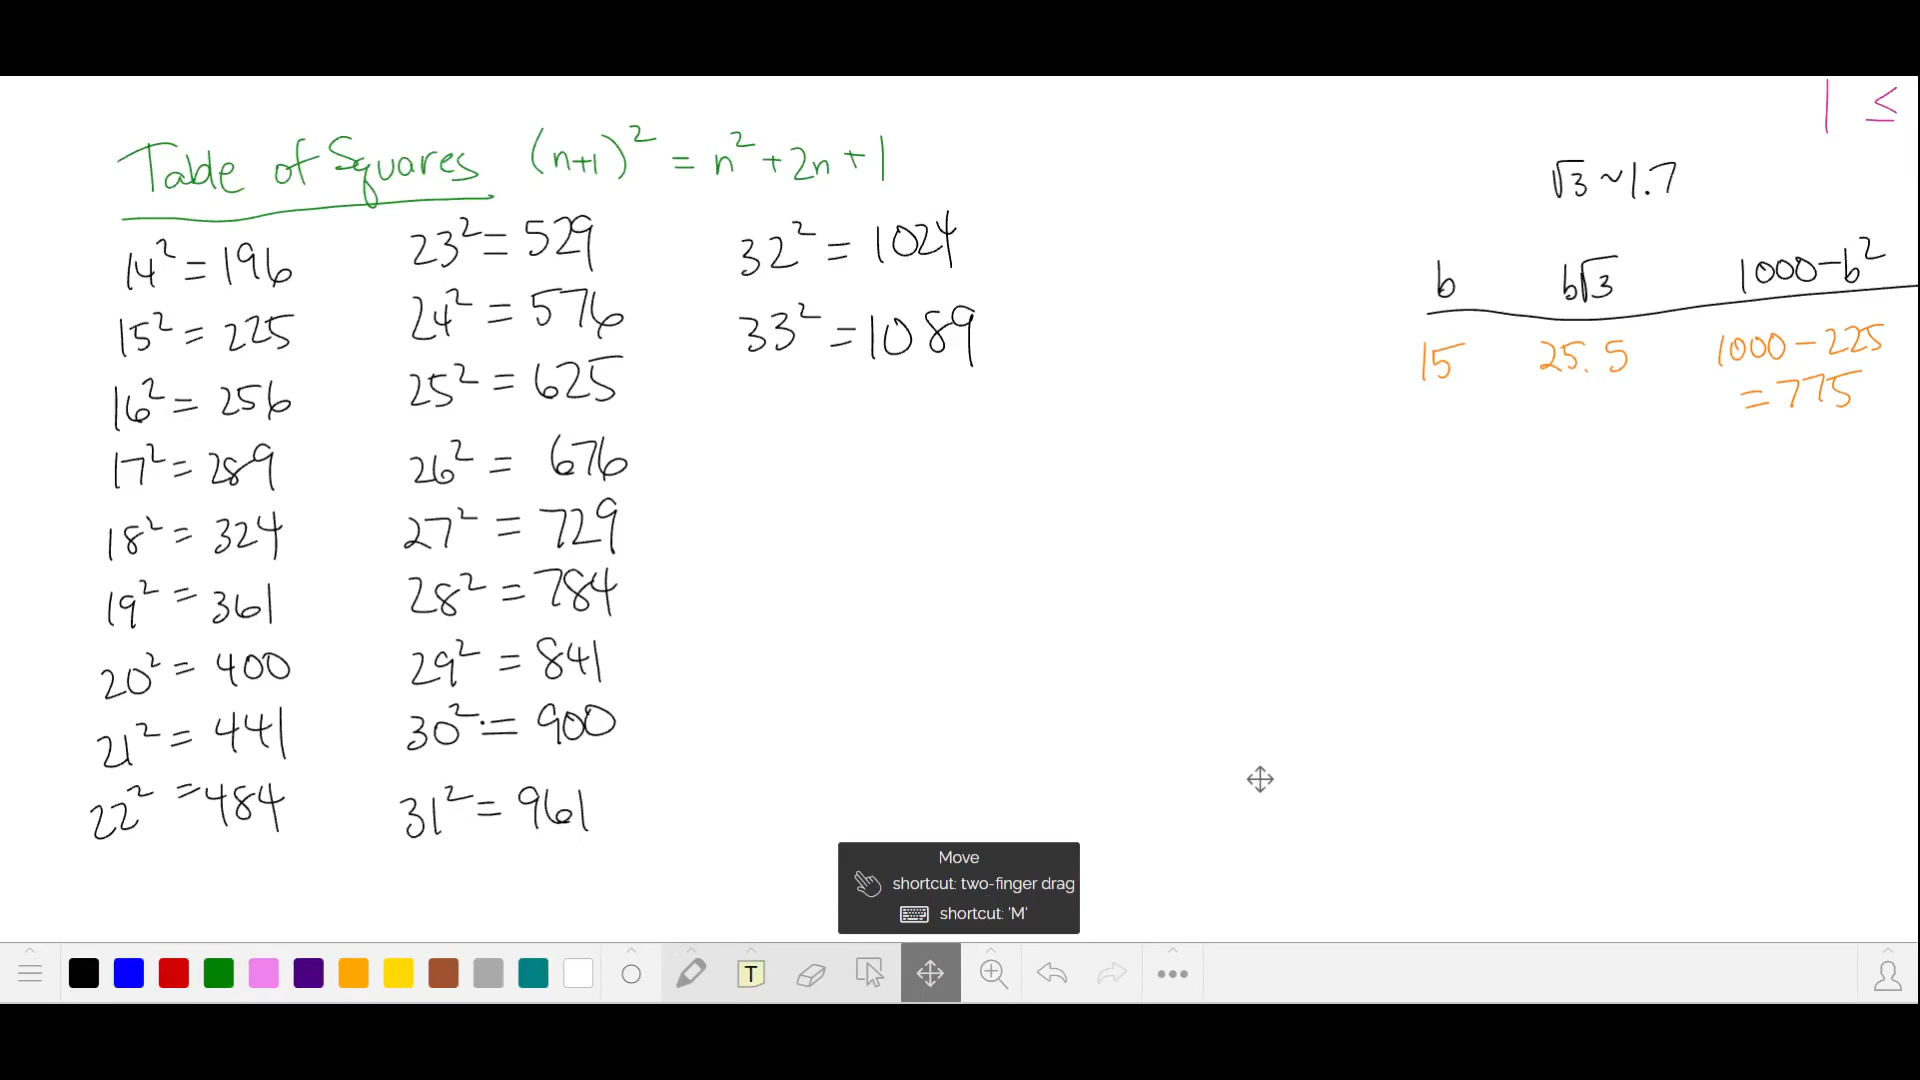 Table of Squares (n+1)² = n² + 2n + 1
14² = 196
15² = 225
16² = 256
17² = 289
18² = 324
19² = 361
20² = 400
21² = 441
22² = 484
23² = 529
24² = 576
25² = 625
26² = 676
27² = 729
28² = 784
29² = 841
30² = 900
31² = 961
32² = 1024
33² = 1089
1 ≤
√3 ~ 1.7
b b√3 1000-b²
15 25.5 1000-225
= 775
Move
shortcut: two-finger drag
shortcut: 'M'
T